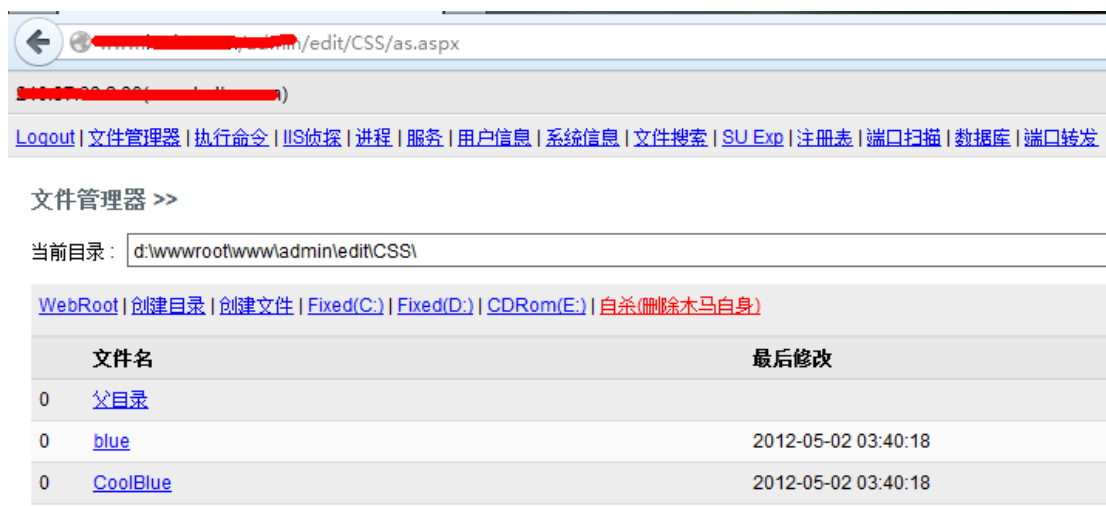 /edit/CSS/as.aspx
Logout | 文件管理器 | 执行命令 | IIS侦探 | 进程 | 服务 | 用户信息 | 系统信息 | 文件搜索 | SU Exp | 注册表 | 端口扫描 | 数据库 | 端口转发
文件管理器 >>
当前目录 : d:\wwwroot\www\admin\edit\CSS\
WebRoot | 创建目录 | 创建文件 | Fixed(C:) | Fixed(D:) | CDRom(E:) | 自杀(删除木马自身)
文件名 最后修改
0 父目录
0 blue 2012-05-02 03:40:18
0 CoolBlue 2012-05-02 03:40:18